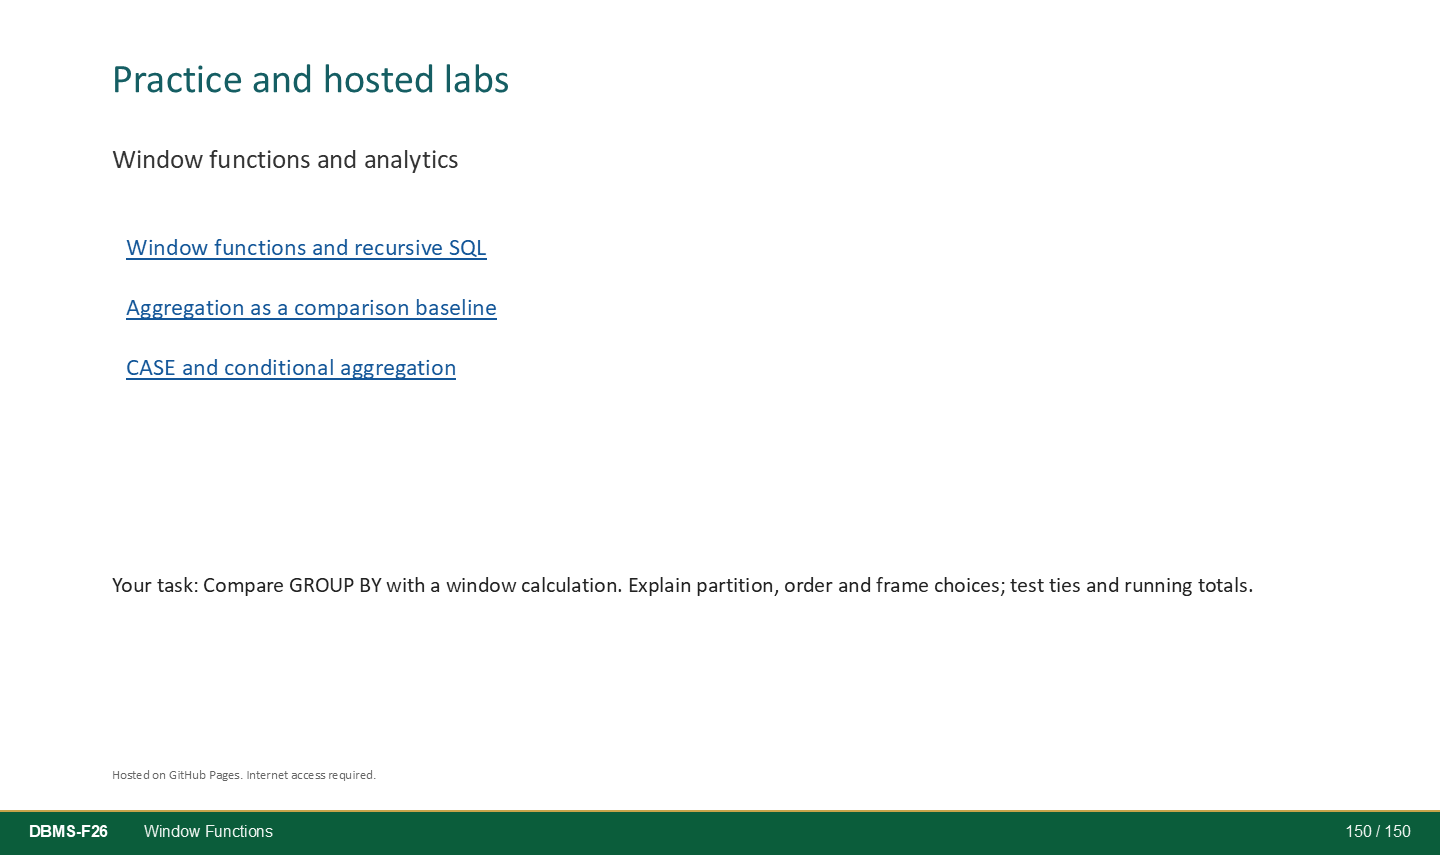 Practice and hosted labs
Window functions and analytics
Window functions and recursive SQL
Aggregation as a comparison baseline
CASE and conditional aggregation
Your task: Compare GROUP BY with a window calculation. Explain partition, order and frame choices; test ties and running totals.
Hosted on GitHub Pages. Internet access required.
DBMS-F26 Window Functions 150 / 150